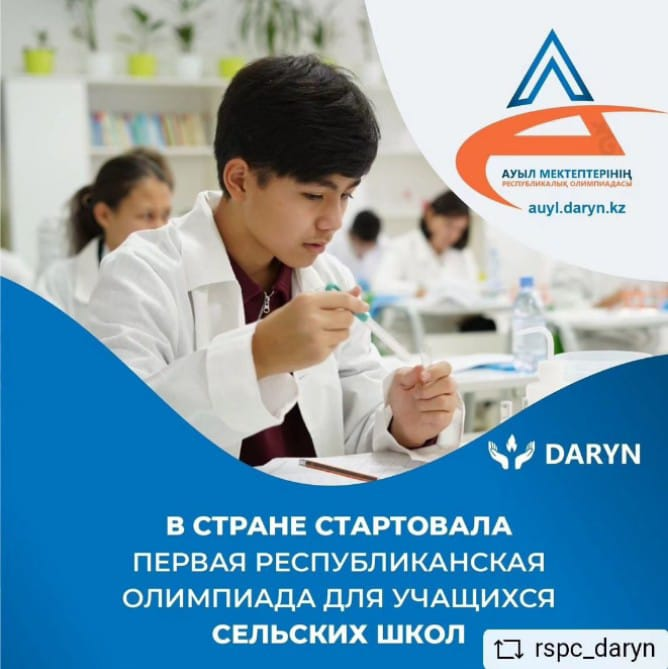 АУЫЛ МЕКТЕПТЕРІНІҢ
РЕСПУБЛИКАЛЫҚ ОЛИМПИАДАСЫ
auyl.daryn.kz
DARYN
В СТРАНЕ СТАРТОВАЛА
ПЕРВАЯ РЕСПУБЛИКАНСКАЯ
ОЛИМПИАДА ДЛЯ УЧАЩИХСЯ
СЕЛЬСКИХ ШКОЛ
rspc_daryn